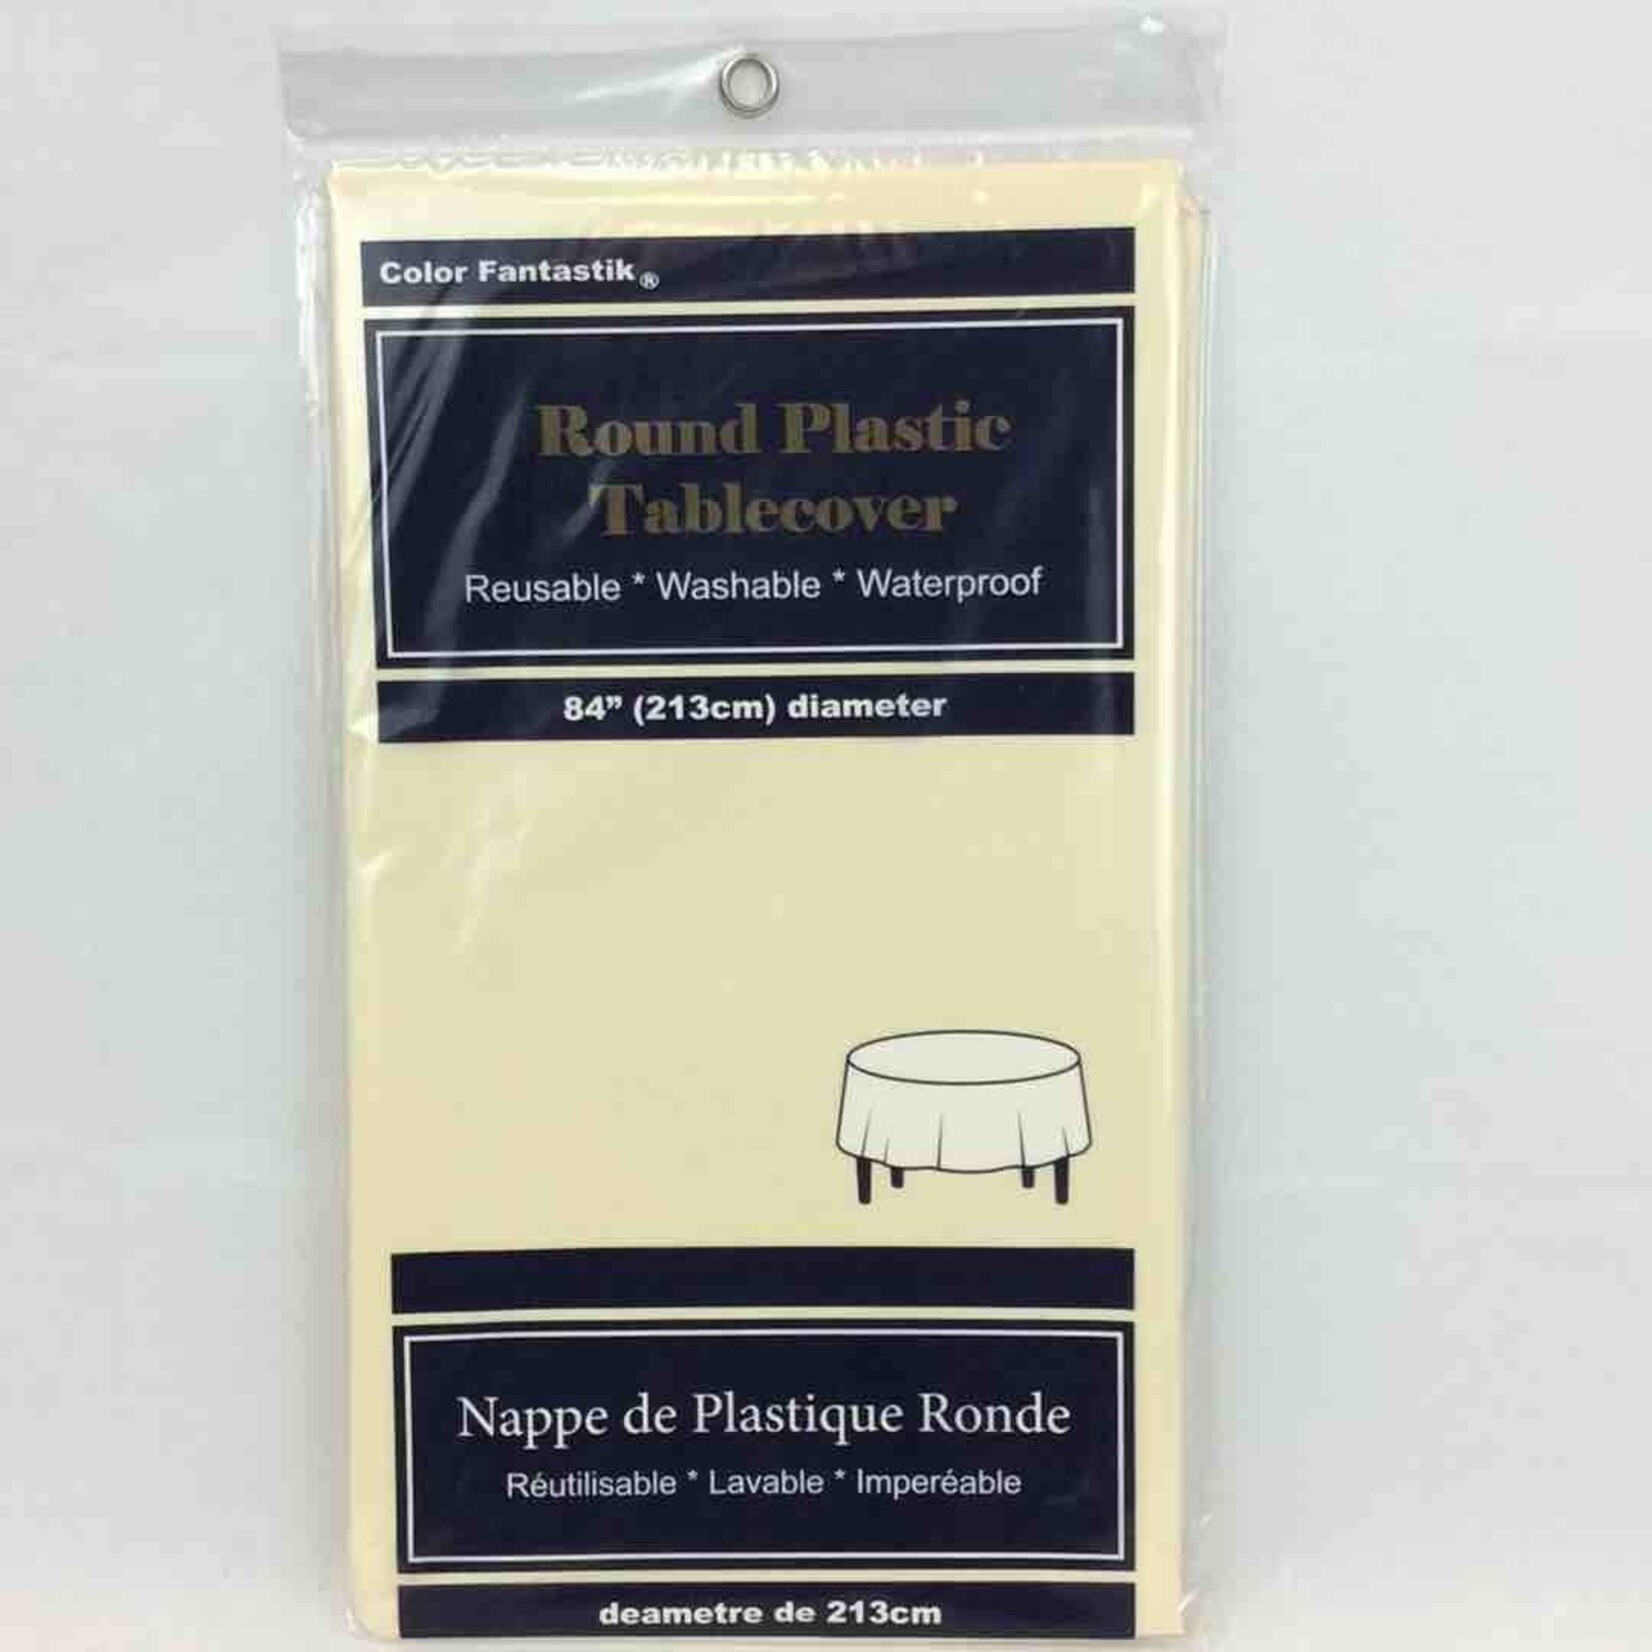 Color Fantastik®
Round Plastic
Tablecover
Reusable * Washable * Waterproof
84” (213cm) diameter
Nappe de Plastique Ronde
Réutilisable * Lavable * Imperéable
deametre de 213cm